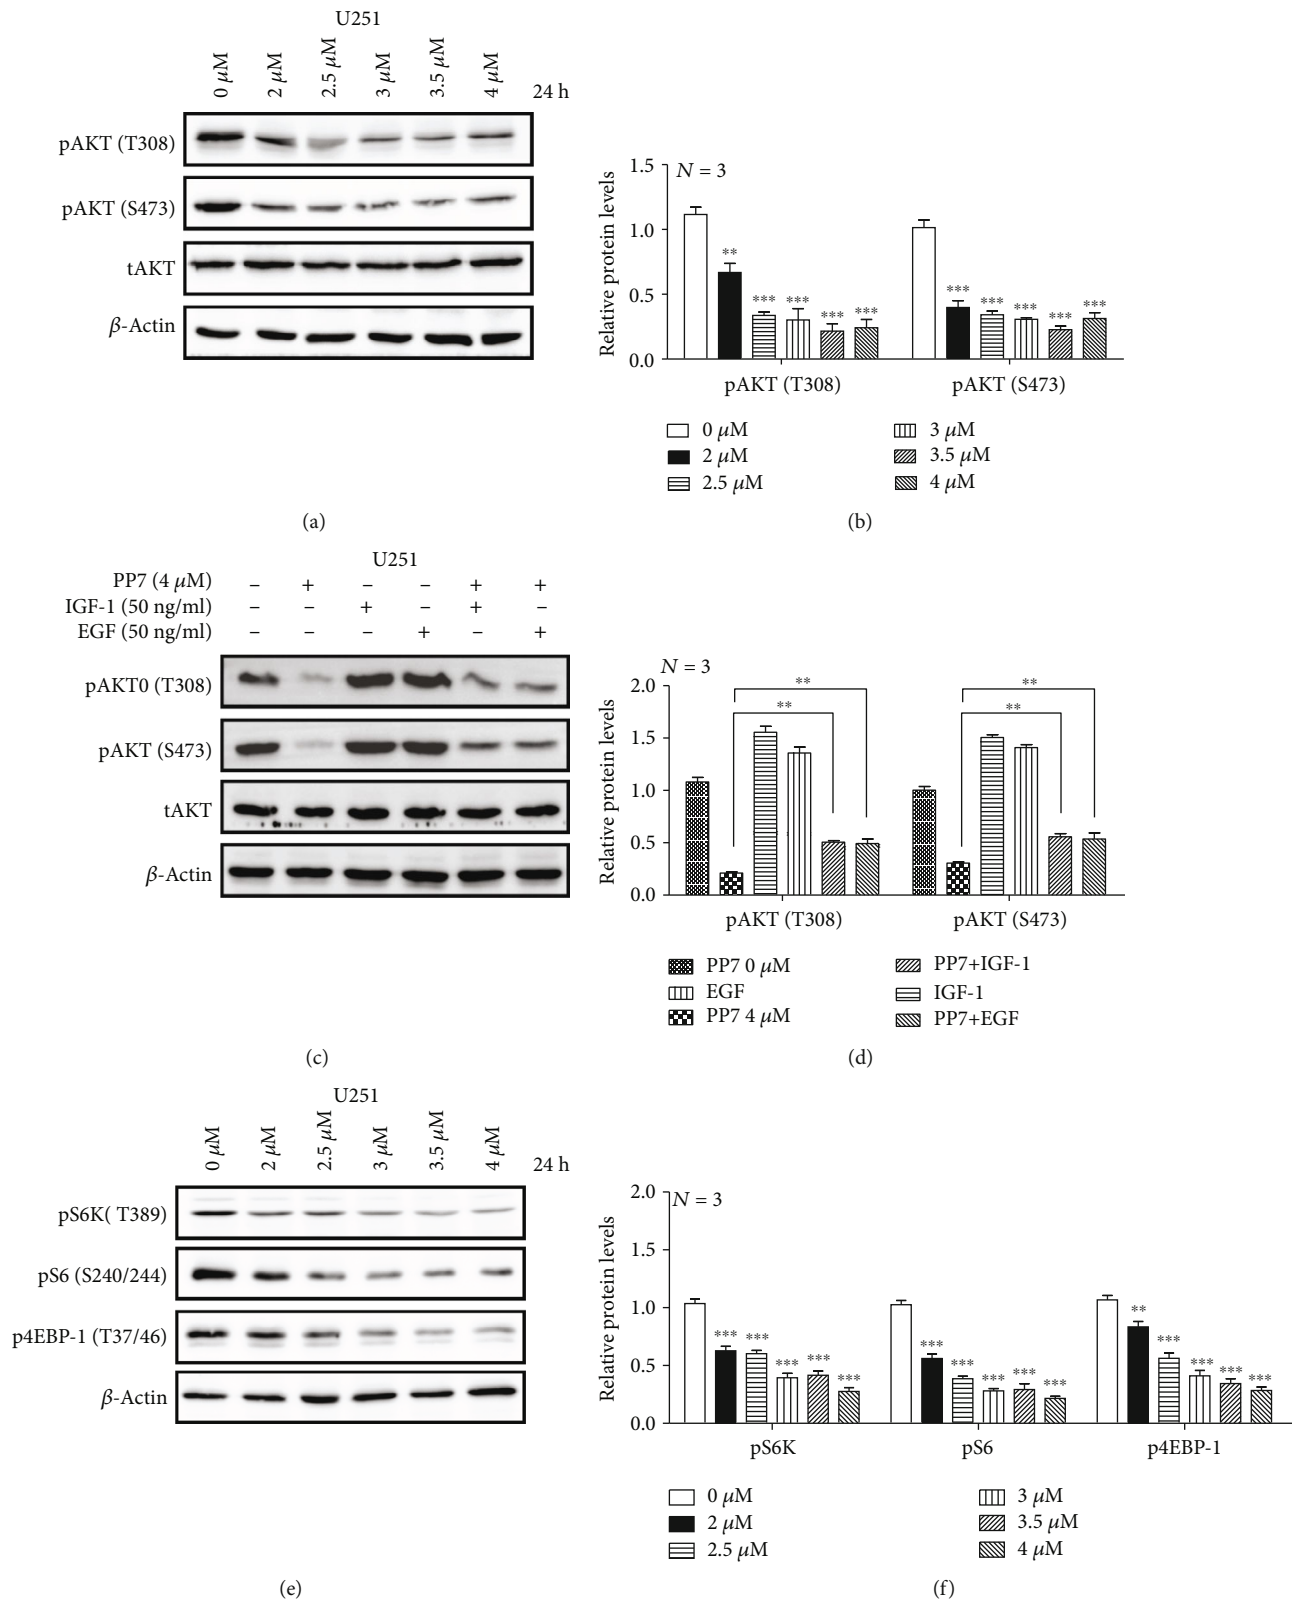 U251
0 μM 2 μM 2.5 μM 3 μM 3.5 μM 4 μM 24 h
pAKT (T308)
pAKT (S473)
tAKT
β-Actin
(a)
N = 3
Relative protein levels
1.5
1.0
0.5
0.0
** *** *** *** ***
*** *** *** *** ***
pAKT (T308) pAKT (S473)
0 μM 3 μM
2 μM 3.5 μM
2.5 μM 4 μM
(b)
U251
PP7 (4 μM) – + – – + +
IGF-1 (50 ng/ml) – – + – + –
EGF (50 ng/ml) – – – + – +
pAKT0 (T308)
pAKT (S473)
tAKT
β-Actin
(c)
N = 3
Relative protein levels
2.0
1.5
1.0
0.5
0.0
** **
** **
pAKT (T308) pAKT (S473)
PP7 0 μM PP7+IGF-1
EGF IGF-1
PP7 4 μM PP7+EGF
(d)
U251
0 μM 2 μM 2.5 μM 3 μM 3.5 μM 4 μM 24 h
pS6K( T389)
pS6 (S240/244)
p4EBP-1 (T37/46)
β-Actin
(e)
N = 3
Relative protein levels
2.0
1.5
1.0
0.5
0.0
*** *** *** *** ***
*** *** *** *** ***
** *** *** *** ***
pS6K pS6 p4EBP-1
0 μM 3 μM
2 μM 3.5 μM
2.5 μM 4 μM
(f)